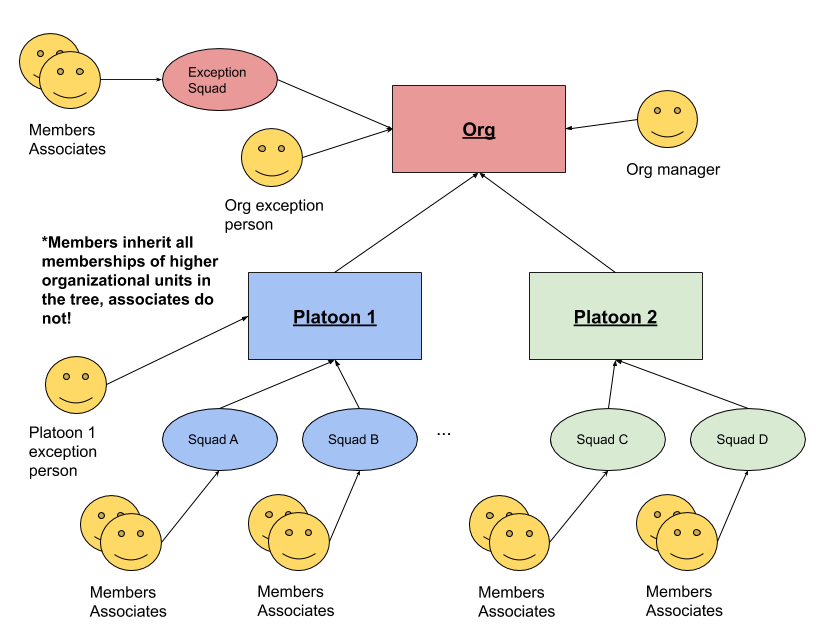 Exception
Squad
Members
Associates
Org
Org manager
Org exception
person
*Members inherit all
memberships of higher
organizational units in
the tree, associates do
not!
Platoon 1
Platoon 2
Platoon 1
exception
person
Squad A
Squad B
...
Squad C
Squad D
Members
Associates
Members
Associates
Members
Associates
Members
Associates